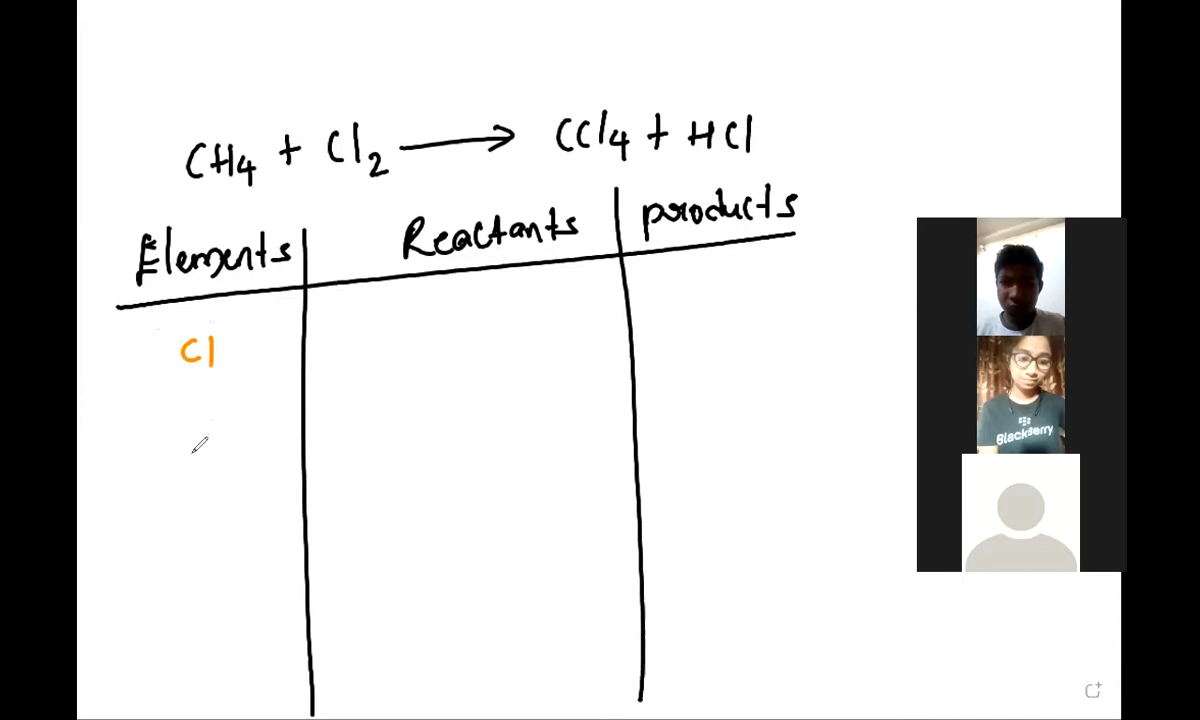 CH4 + Cl2 → CCl4 + HCl
Elements Reactants products
Cl
BlackBerry